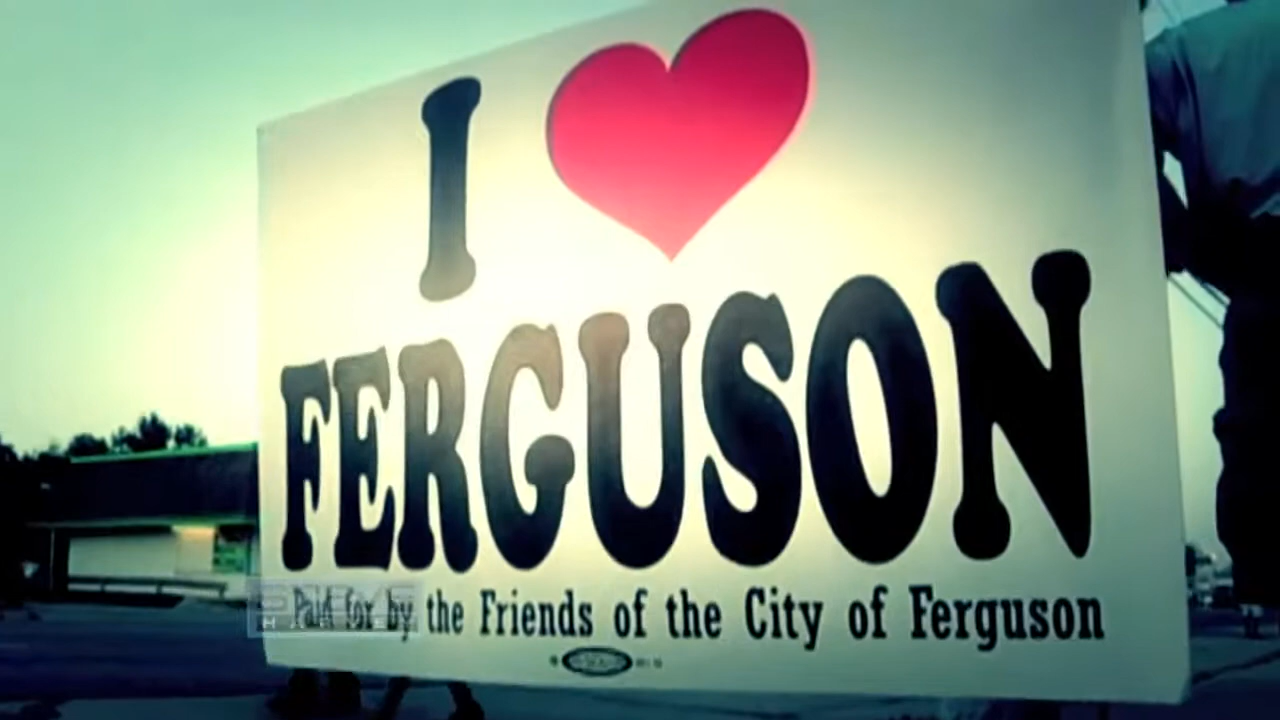 I ❤
FERGUSON
Paid for by the Friends of the City of Ferguson